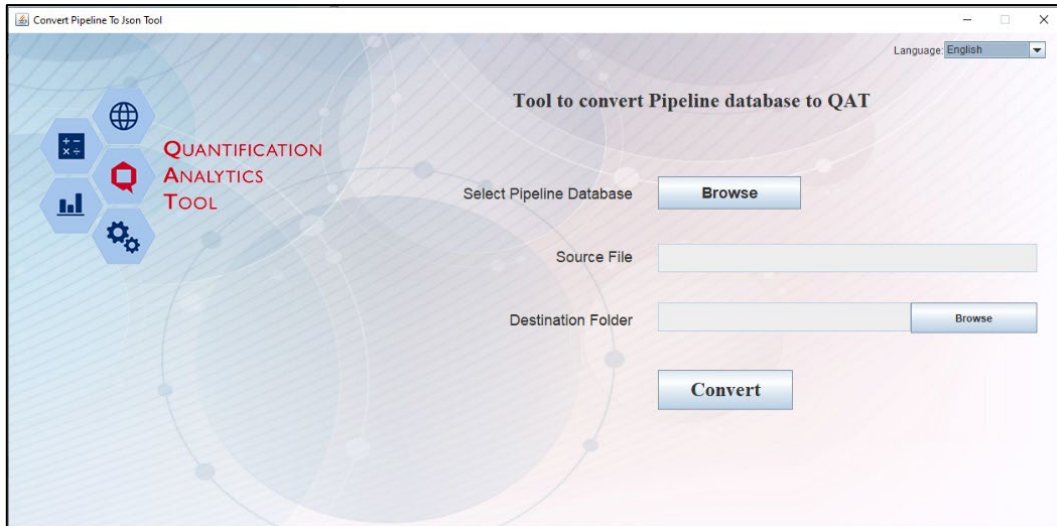 Convert Pipeline To Json Tool
Language: English
Tool to convert Pipeline database to QAT
QUANTIFICATION
ANALYTICS
TOOL
Select Pipeline Database Browse
Source File
Destination Folder Browse
Convert